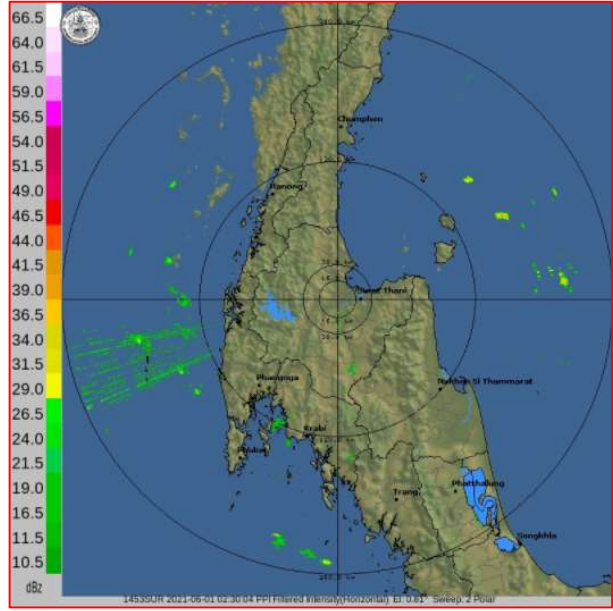 66.5
64.0
61.5
59.0
56.5
54.0
51.5
49.0
46.5
44.0
41.5
39.0
36.5
34.0
31.5
29.0
26.5
24.0
21.5
19.0
16.5
13.0
10.5
dBz
Chumphon
Ranong
Surat Thani
Phangnga
Nakhon Si Thammarat
Krabi
Phuket
Phatthalung
Trang
Songkhla
2021-06-01 02:30:04 PPI Filtered Intensity(Horizontal) El: 0.81° Sweep: 2 Polar